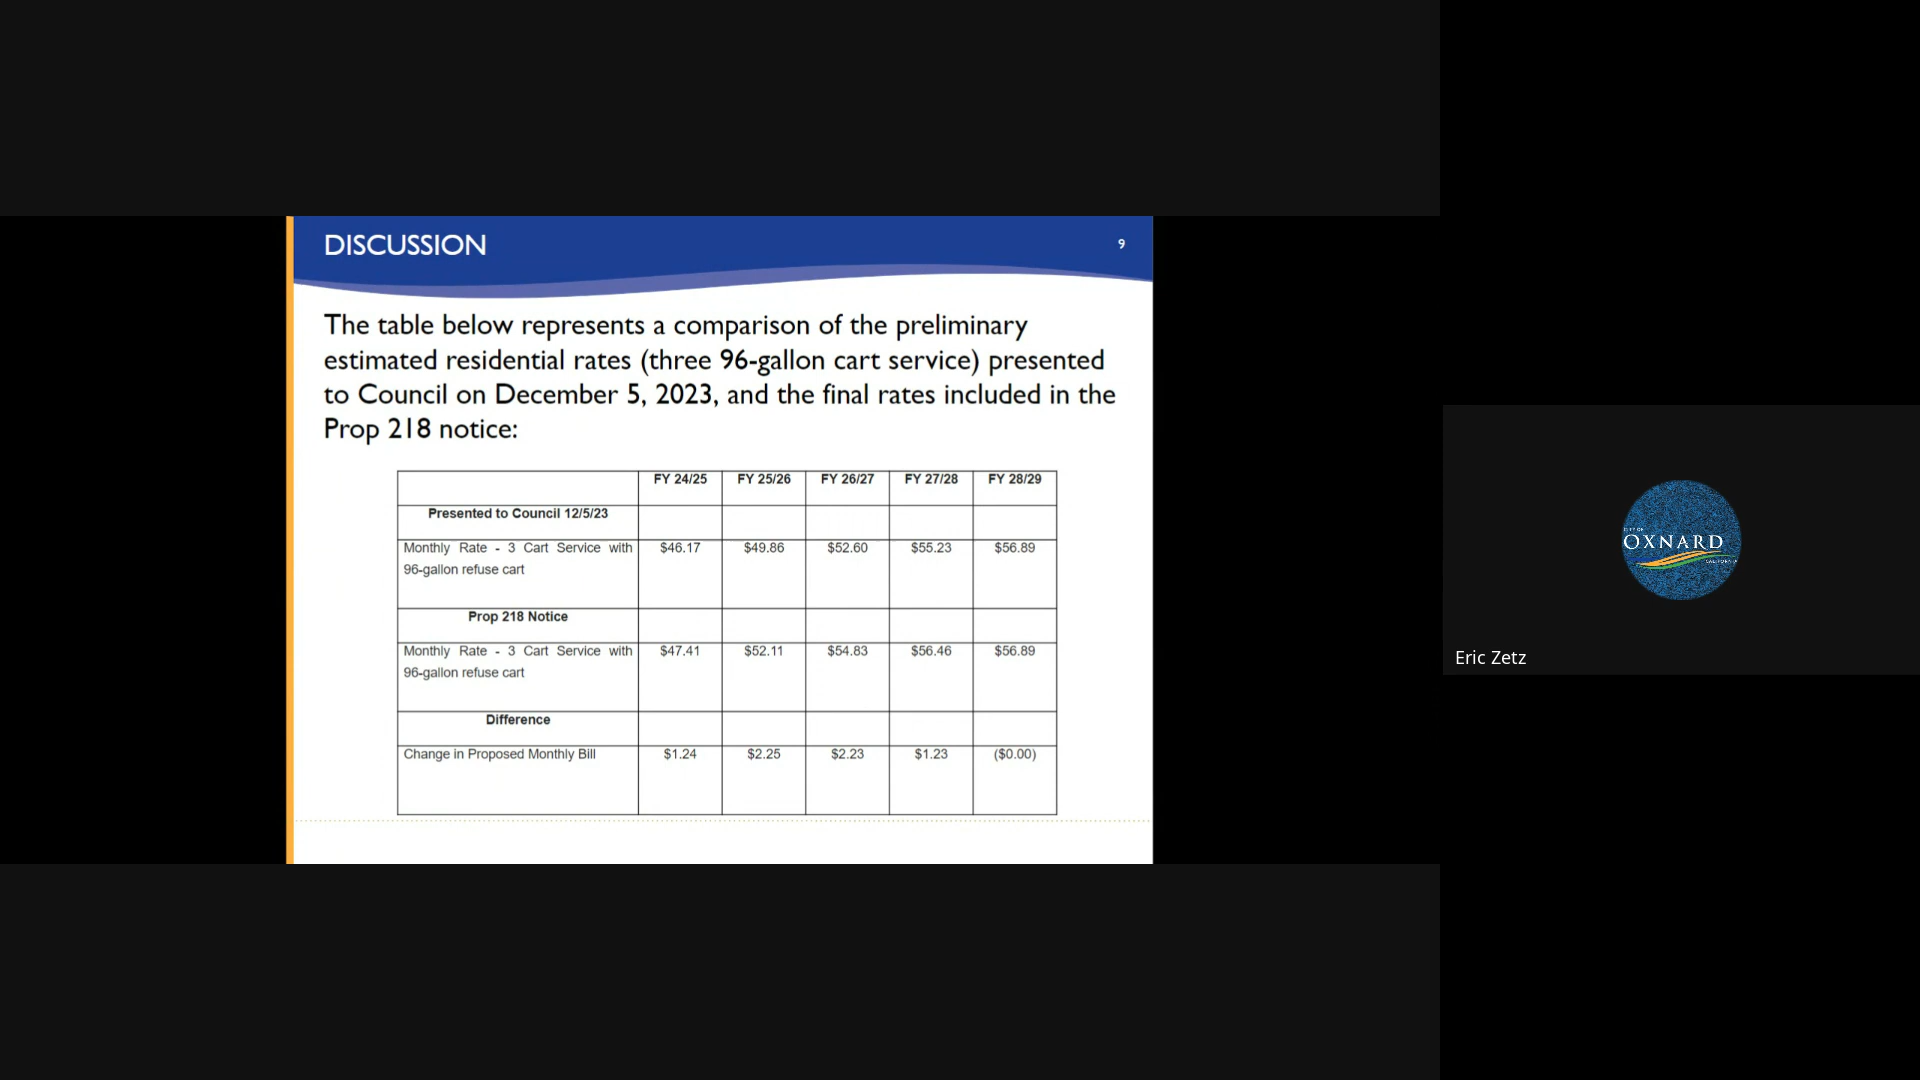 DISCUSSION
9
The table below represents a comparison of the preliminary
estimated residential rates (three 96-gallon cart service) presented
to Council on December 5, 2023, and the final rates included in the
Prop 218 notice:
FY 24/25 FY 25/26 FY 26/27 FY 27/28 FY 28/29
Presented to Council 12/5/23
Monthly Rate - 3 Cart Service with $46.17 $49.86 $52.60 $55.23 $56.89
96-gallon refuse cart
Prop 218 Notice
Monthly Rate - 3 Cart Service with $47.41 $52.11 $54.83 $56.46 $56.89
96-gallon refuse cart
Difference
Change in Proposed Monthly Bill $1.24 $2.25 $2.23 $1.23 ($0.00)
CITY OF
OXNARD
CALIFORNIA
Eric Zetz